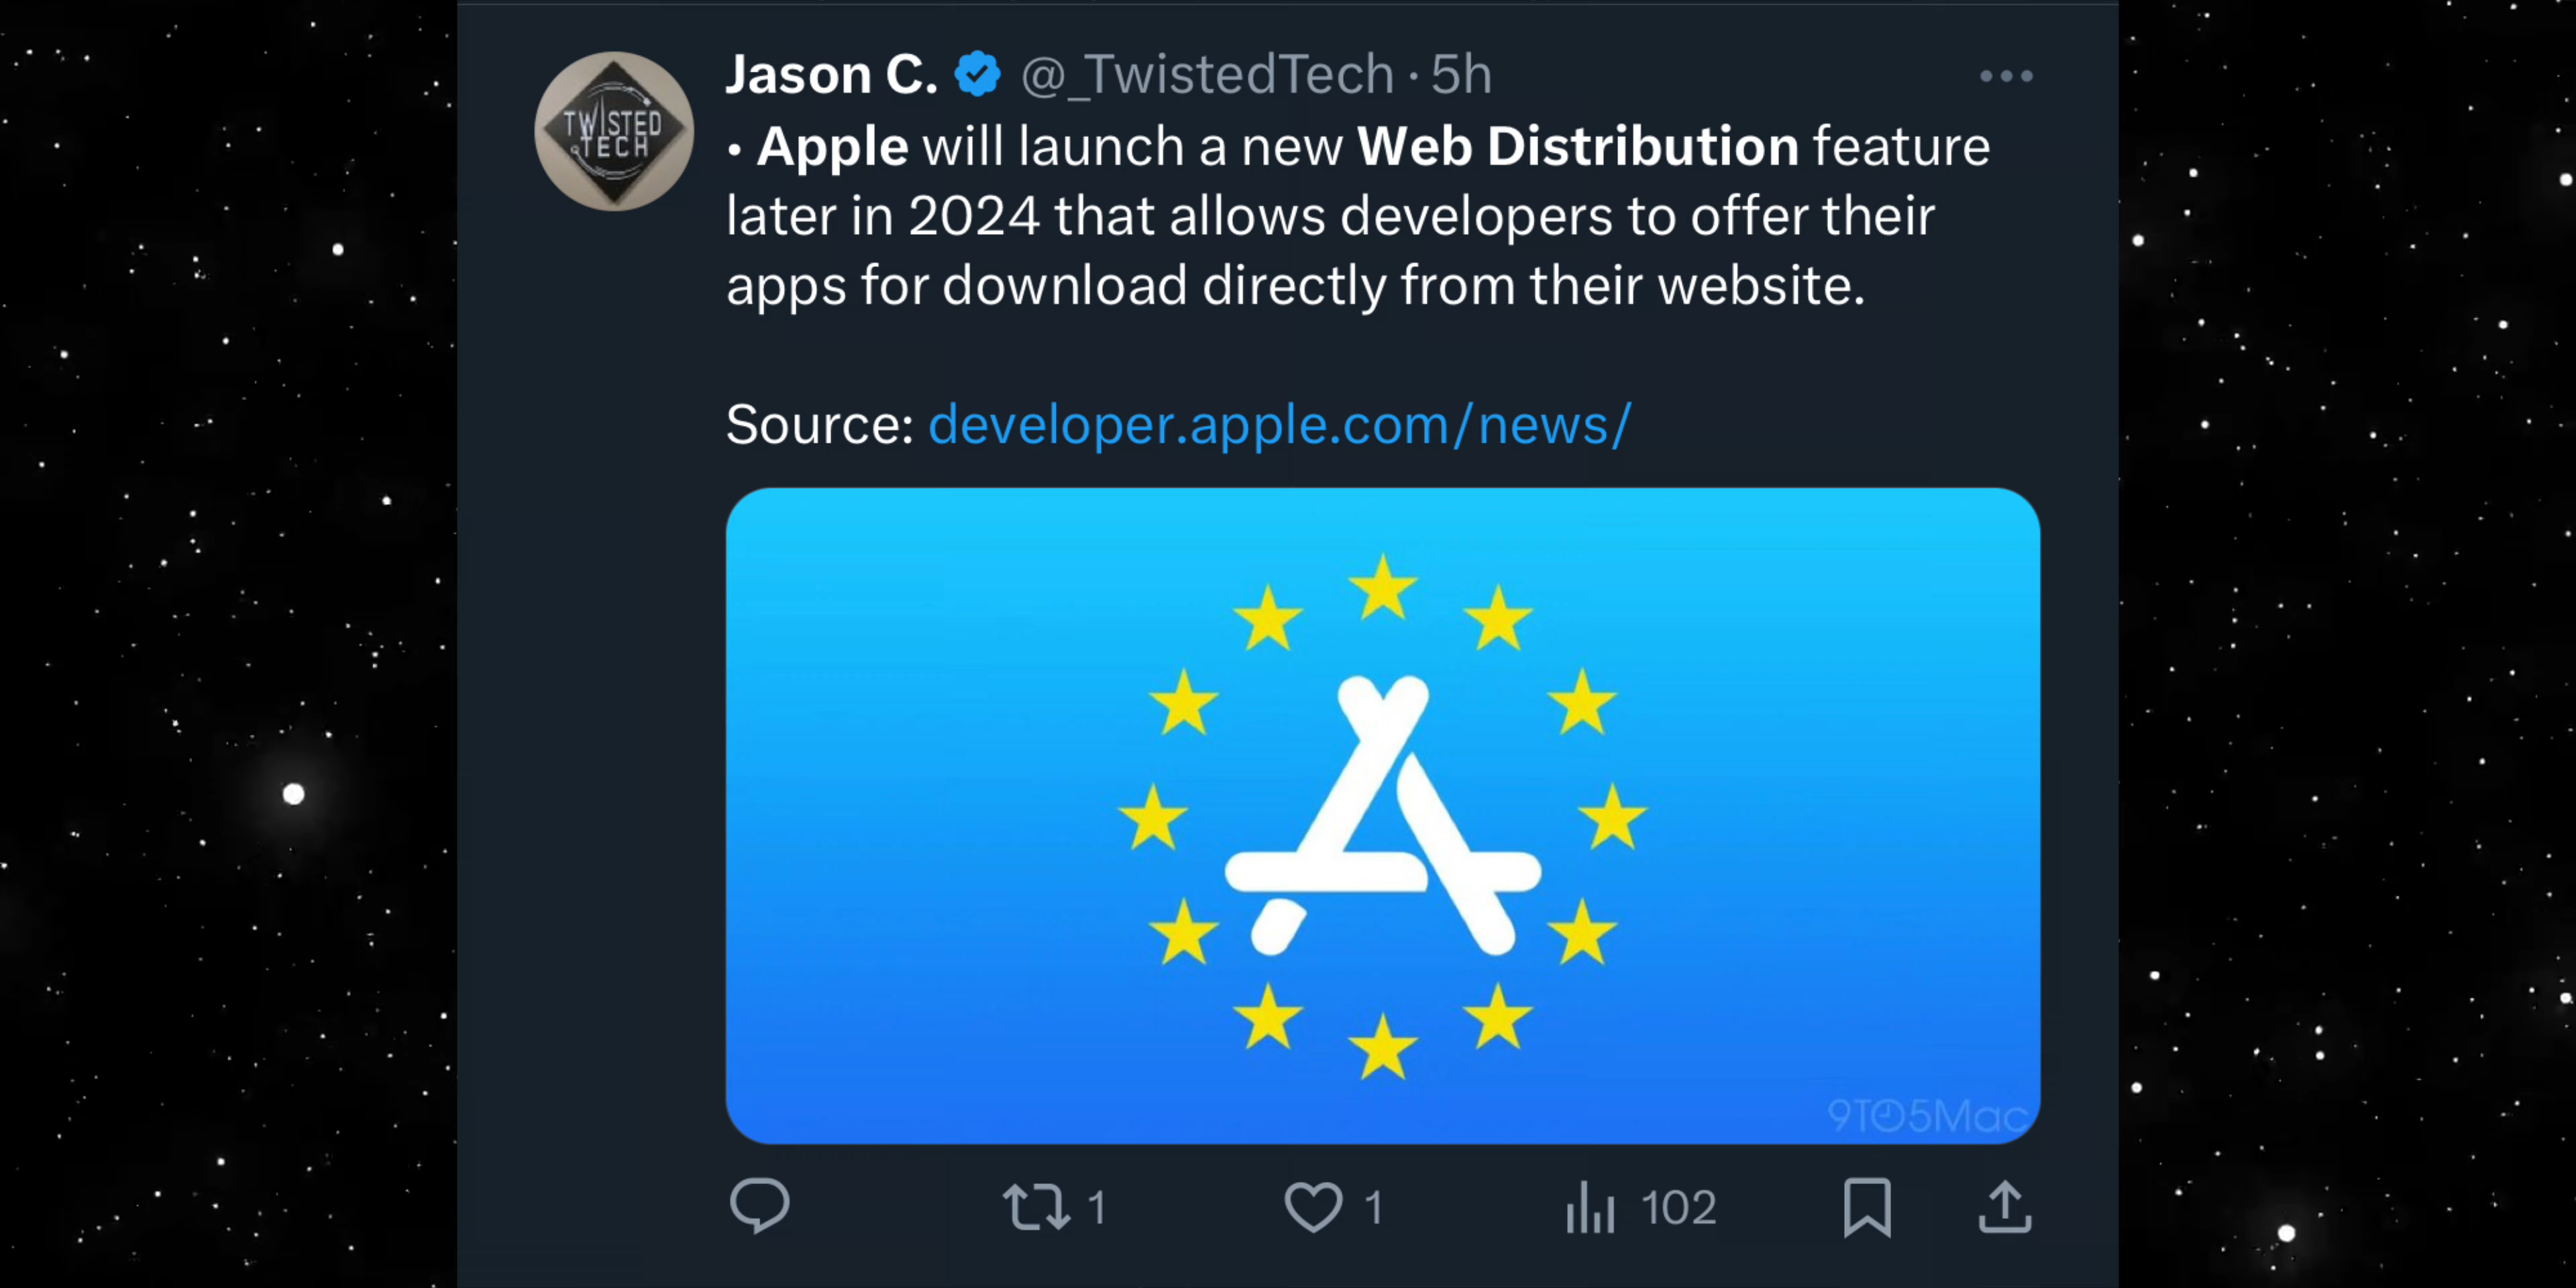 Jason C. @_TwistedTech · 5h
TWISTED
TECH
• Apple will launch a new Web Distribution feature
later in 2024 that allows developers to offer their
apps for download directly from their website.
Source: developer.apple.com/news/
9TO5Mac
1 1 102